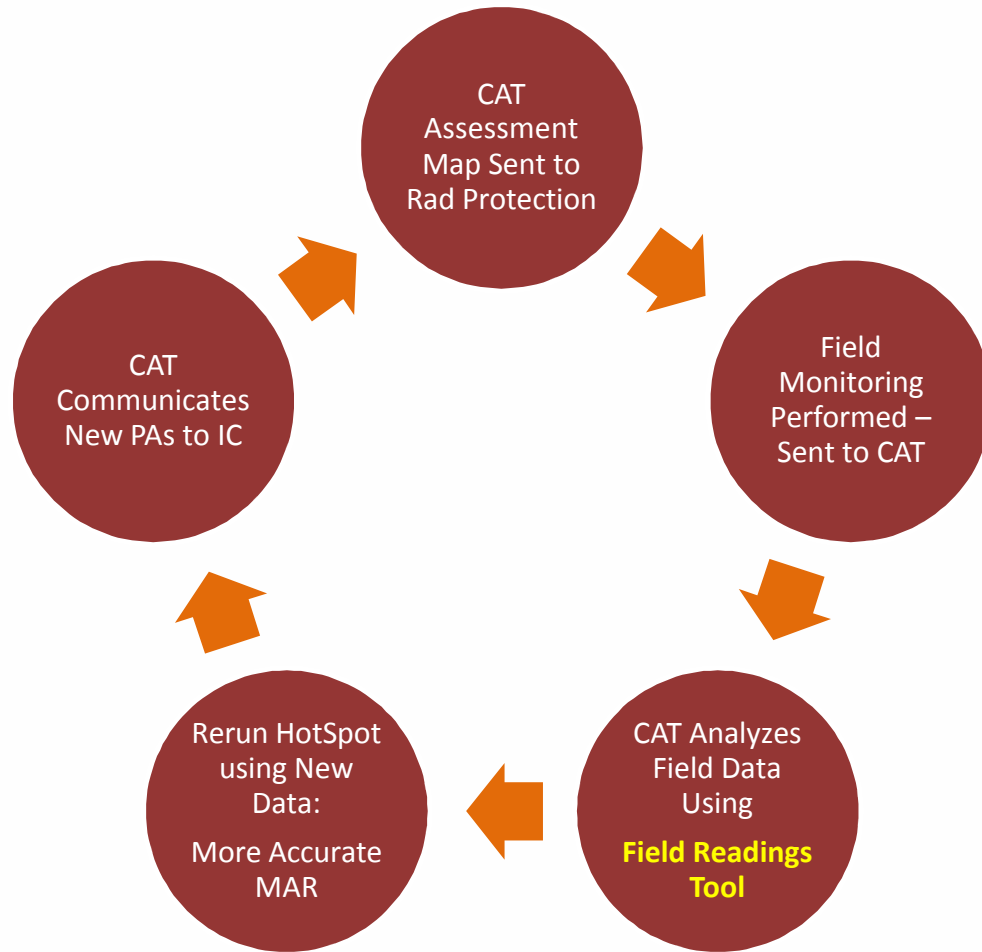 CAT
Assessment
Map Sent to
Rad Protection
Field
Monitoring
Performed –
Sent to CAT
CAT Analyzes
Field Data
Using
Field Readings
Tool
Rerun HotSpot
using New
Data:
More Accurate
MAR
CAT
Communicates
New PAs to IC